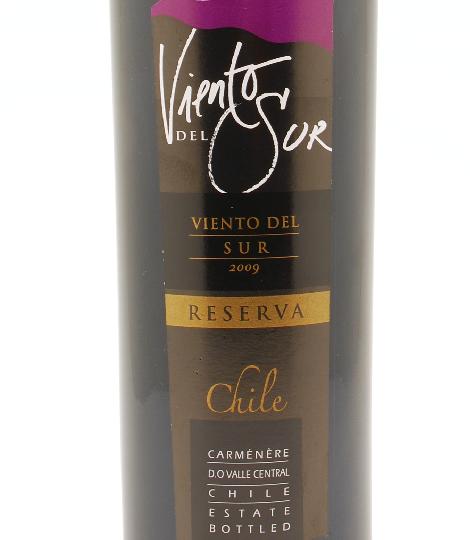 Viento
DEL SUR
VIENTO DEL
SUR
2009
RESERVA
Chile
CARMÉNÈRE
D.O VALLE CENTRAL
CHILE
ESTATE
BOTTLED